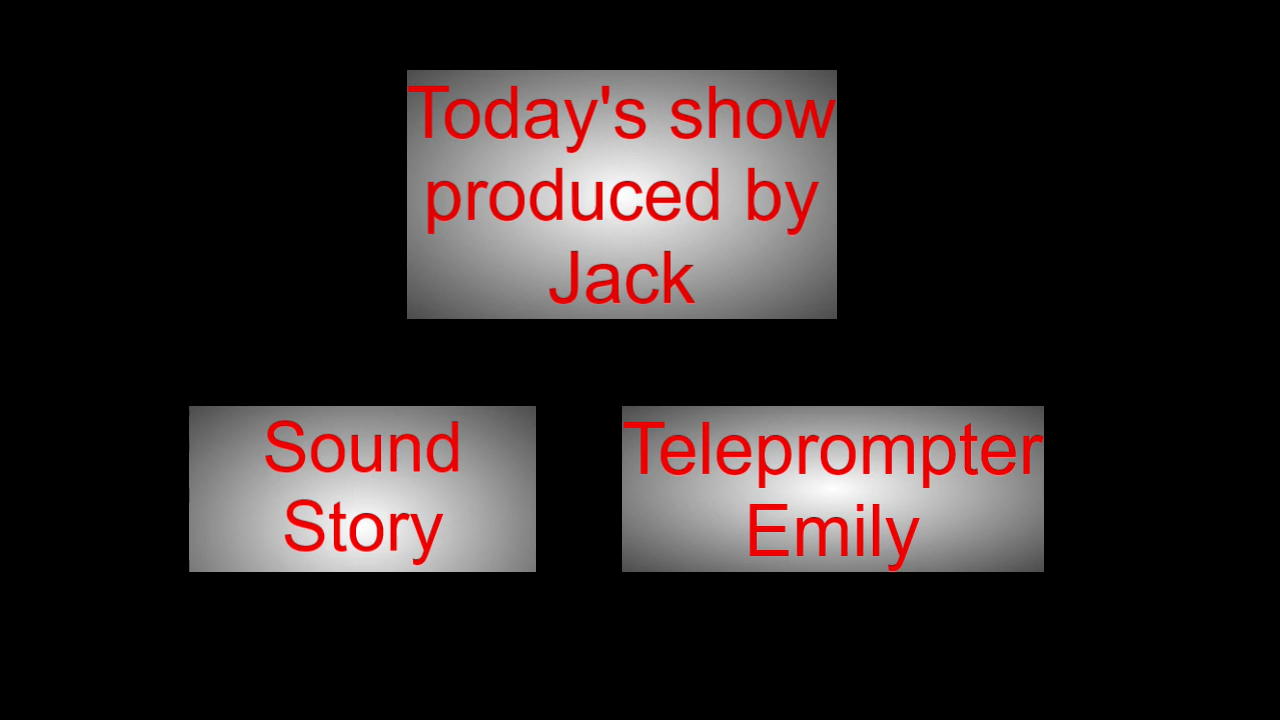 Today's show
produced by
Jack
Sound
Story
Teleprompter
Emily